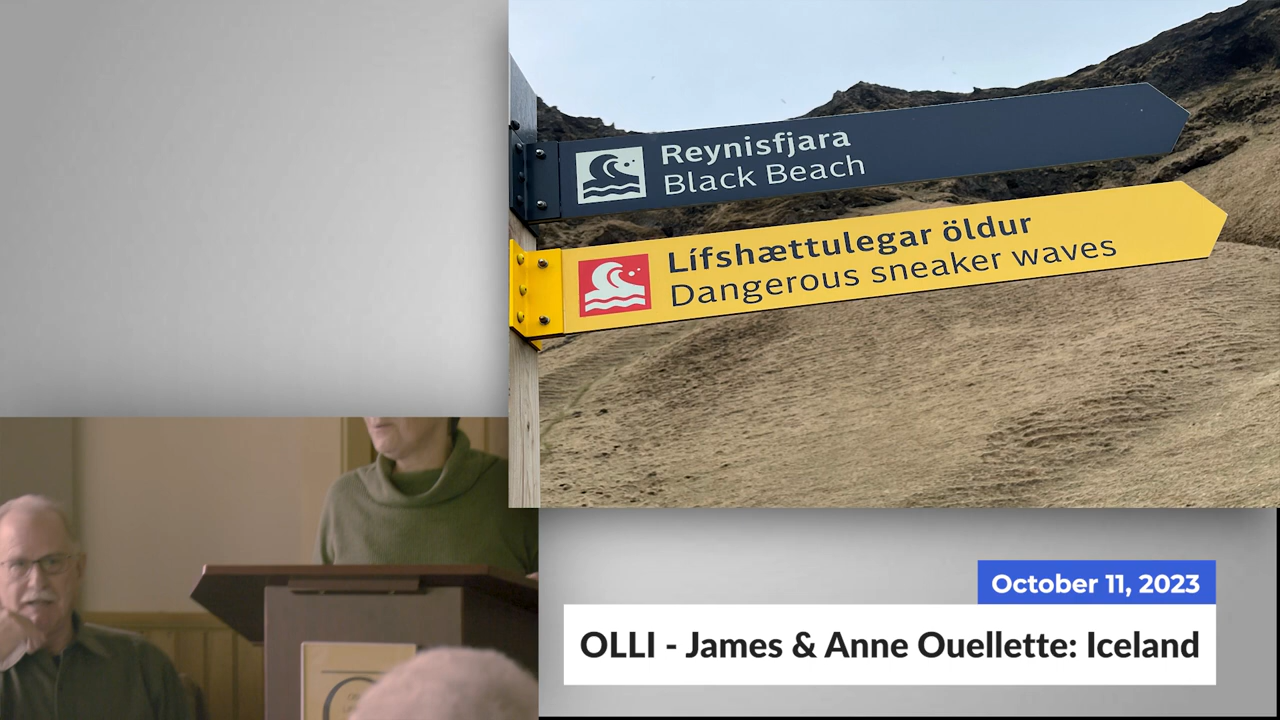 Reynisfjara
Black Beach
Lífshættulegar öldur
Dangerous sneaker waves
October 11, 2023
OLLI - James & Anne Ouellette: Iceland